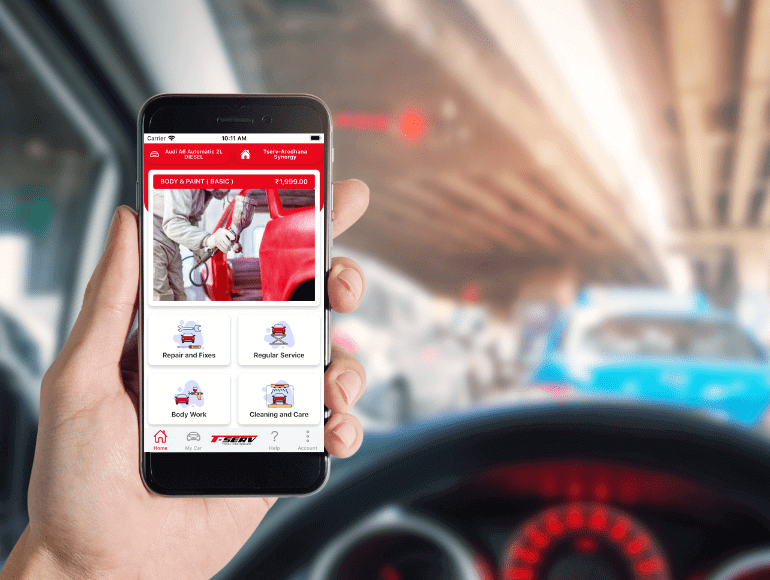 Carrier 10:11 AM
Audi A6 Automatic 2L
DIESEL
Tserv-Arodhana
Synergy
BODY & PAINT ( BASIC ) ₹1,999.00
Repair and Fixes
Regular Service
Body Work
Cleaning and Care
T-SERV
Home
My Car
Help
Account